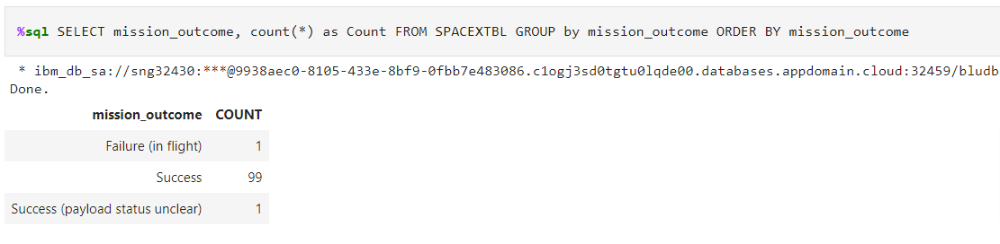 %sql SELECT mission_outcome, count(*) as Count FROM SPACEXTBL GROUP by mission_outcome ORDER BY mission_outcome
* ibm_db_sa://sng32430:***@9938aec0-8105-433e-8bf9-0fbb7e483086.c1ogj3sd0tgtu0lqde00.databases.appdomain.cloud:32459/bludb
Done.
mission_outcome COUNT
Failure (in flight) 1
Success 99
Success (payload status unclear) 1